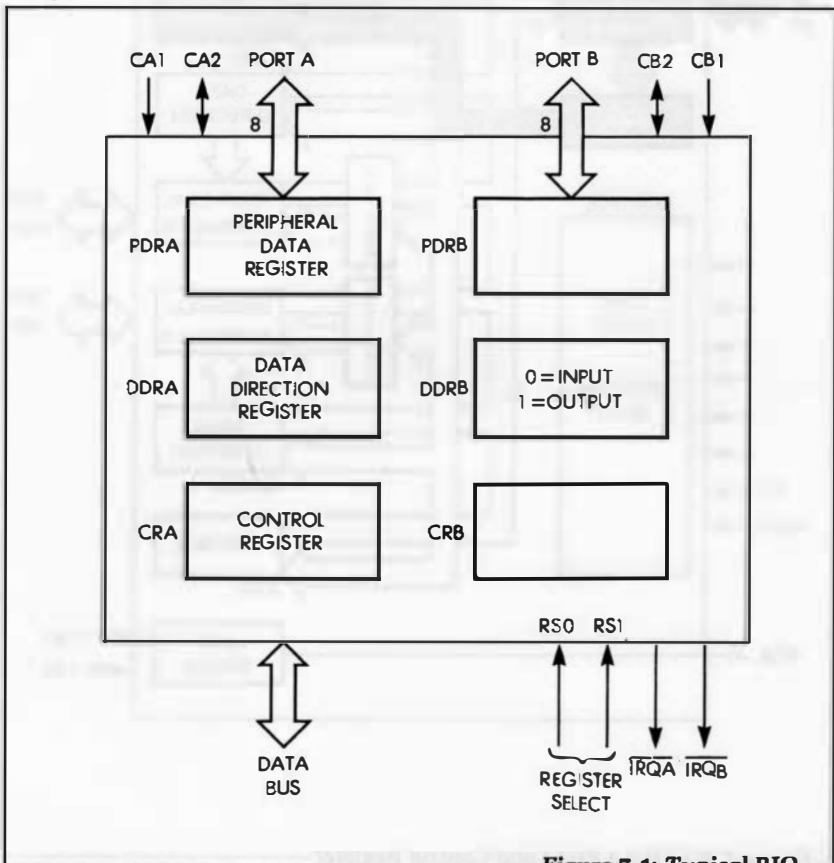 CA1 CA2 PORT A PORT B CB2 CB1
8 8
PDRA
PERIPHERAL
DATA
REGISTER
PDRB
DDRA
DATA
DIRECTION
REGISTER
DDRB
0=INPUT
1=OUTPUT
CRA
CONTROL
REGISTER
CRB
RS0 RS1
DATA
BUS
REGISTER
SELECT
IRQA IRQB
Figure 7-1: Typical PIO